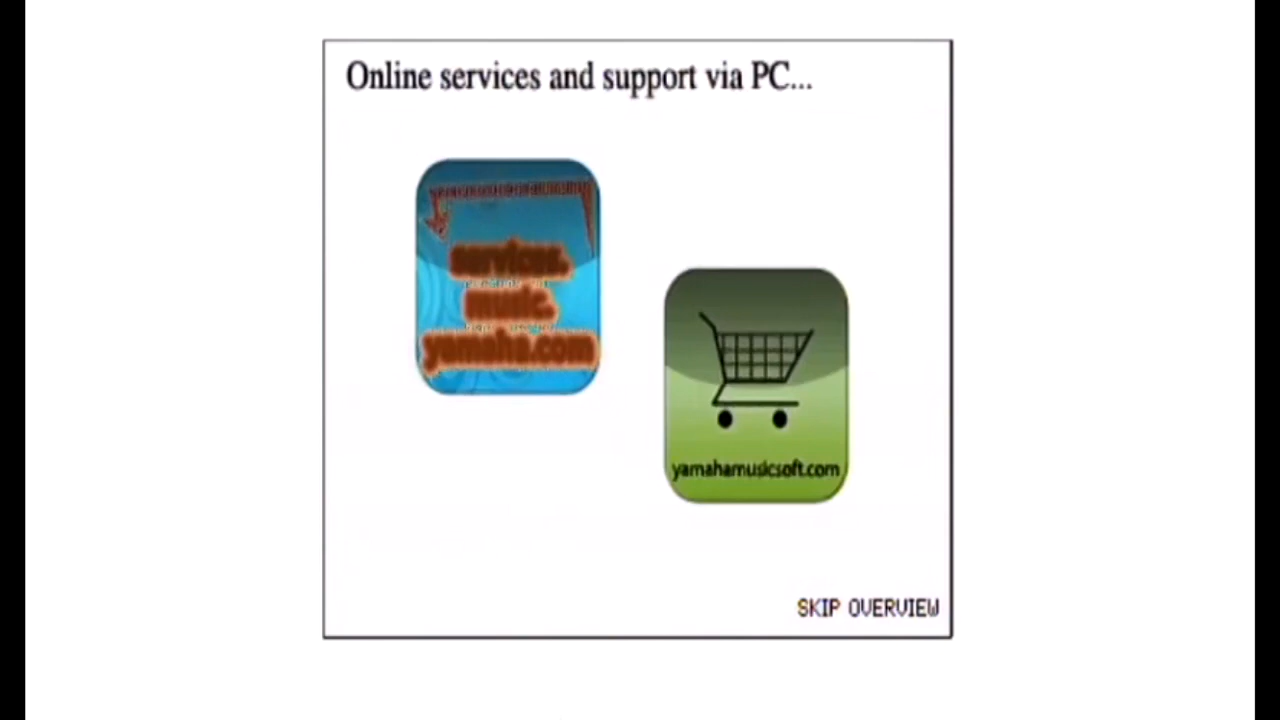 Online services and support via PC...
services.
music.
yamaha.com
yamahamusicsoft.com
SKIP OVERVIEW